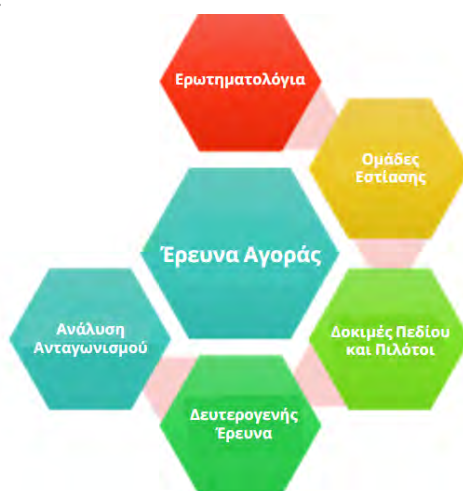 Ερωτηματολόγια
Ομάδες
Εστίασης
Έρευνα Αγοράς
Δοκιμές Πεδίου
και Πιλότοι
Ανάλυση
Ανταγωνισμού
Δευτερογενής
Έρευνα